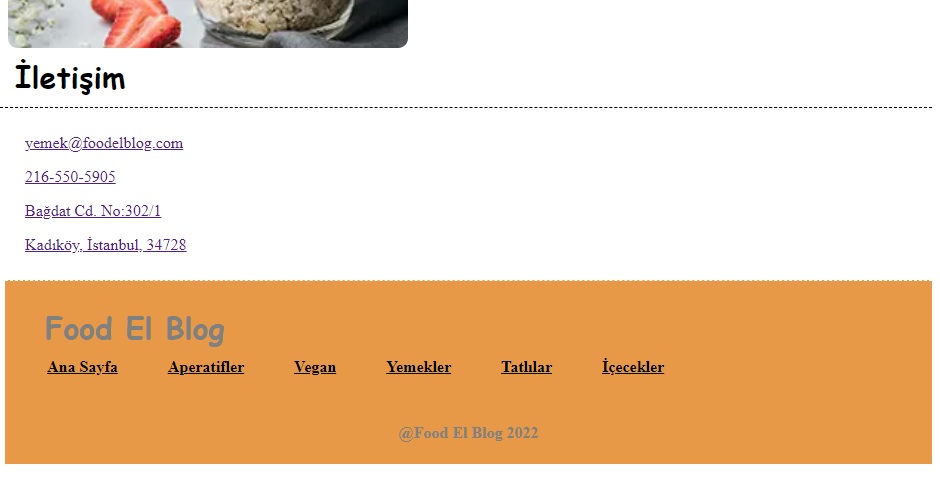 İletişim
yemek@foodelblog.com
216-550-5905
Bağdat Cd. No:302/1
Kadıköy, İstanbul, 34728
Food El Blog
Ana Sayfa Aperatifler Vegan Yemekler Tatlılar İçecekler
@Food El Blog 2022